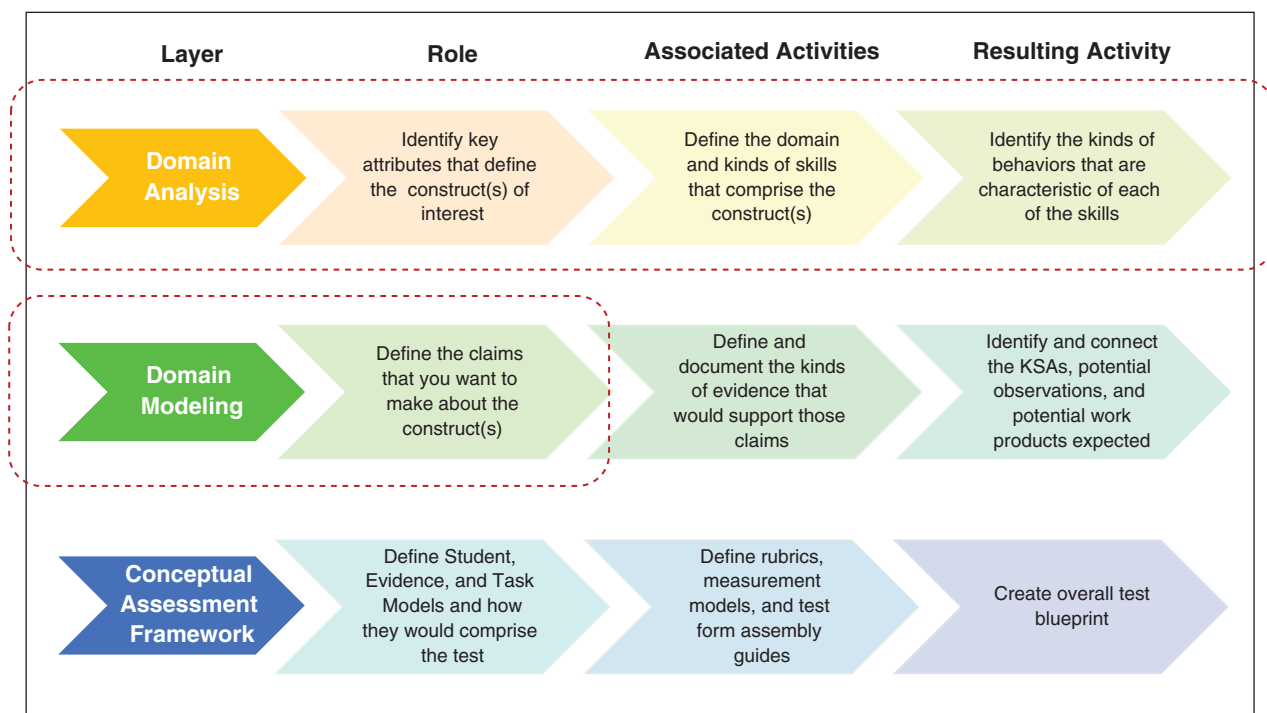 Layer
Role
Associated Activities
Resulting Activity
Domain
Analysis
Identify key
attributes that define
the construct(s) of
interest
Define the domain
and kinds of skills
that comprise the
construct(s)
Identify the kinds of
behaviors that are
characteristic of each
of the skills
Domain
Modeling
Define the claims
that you want to
make about the
construct(s)
Define and
document the kinds
of evidence that
would support those
claims
Identify and connect
the KSAs, potential
observations, and
potential work
products expected
Conceptual
Assessment
Framework
Define Student,
Evidence, and Task
Models and how
they would comprise
the test
Define rubrics,
measurement
models, and test
form assembly
guides
Create overall test
blueprint